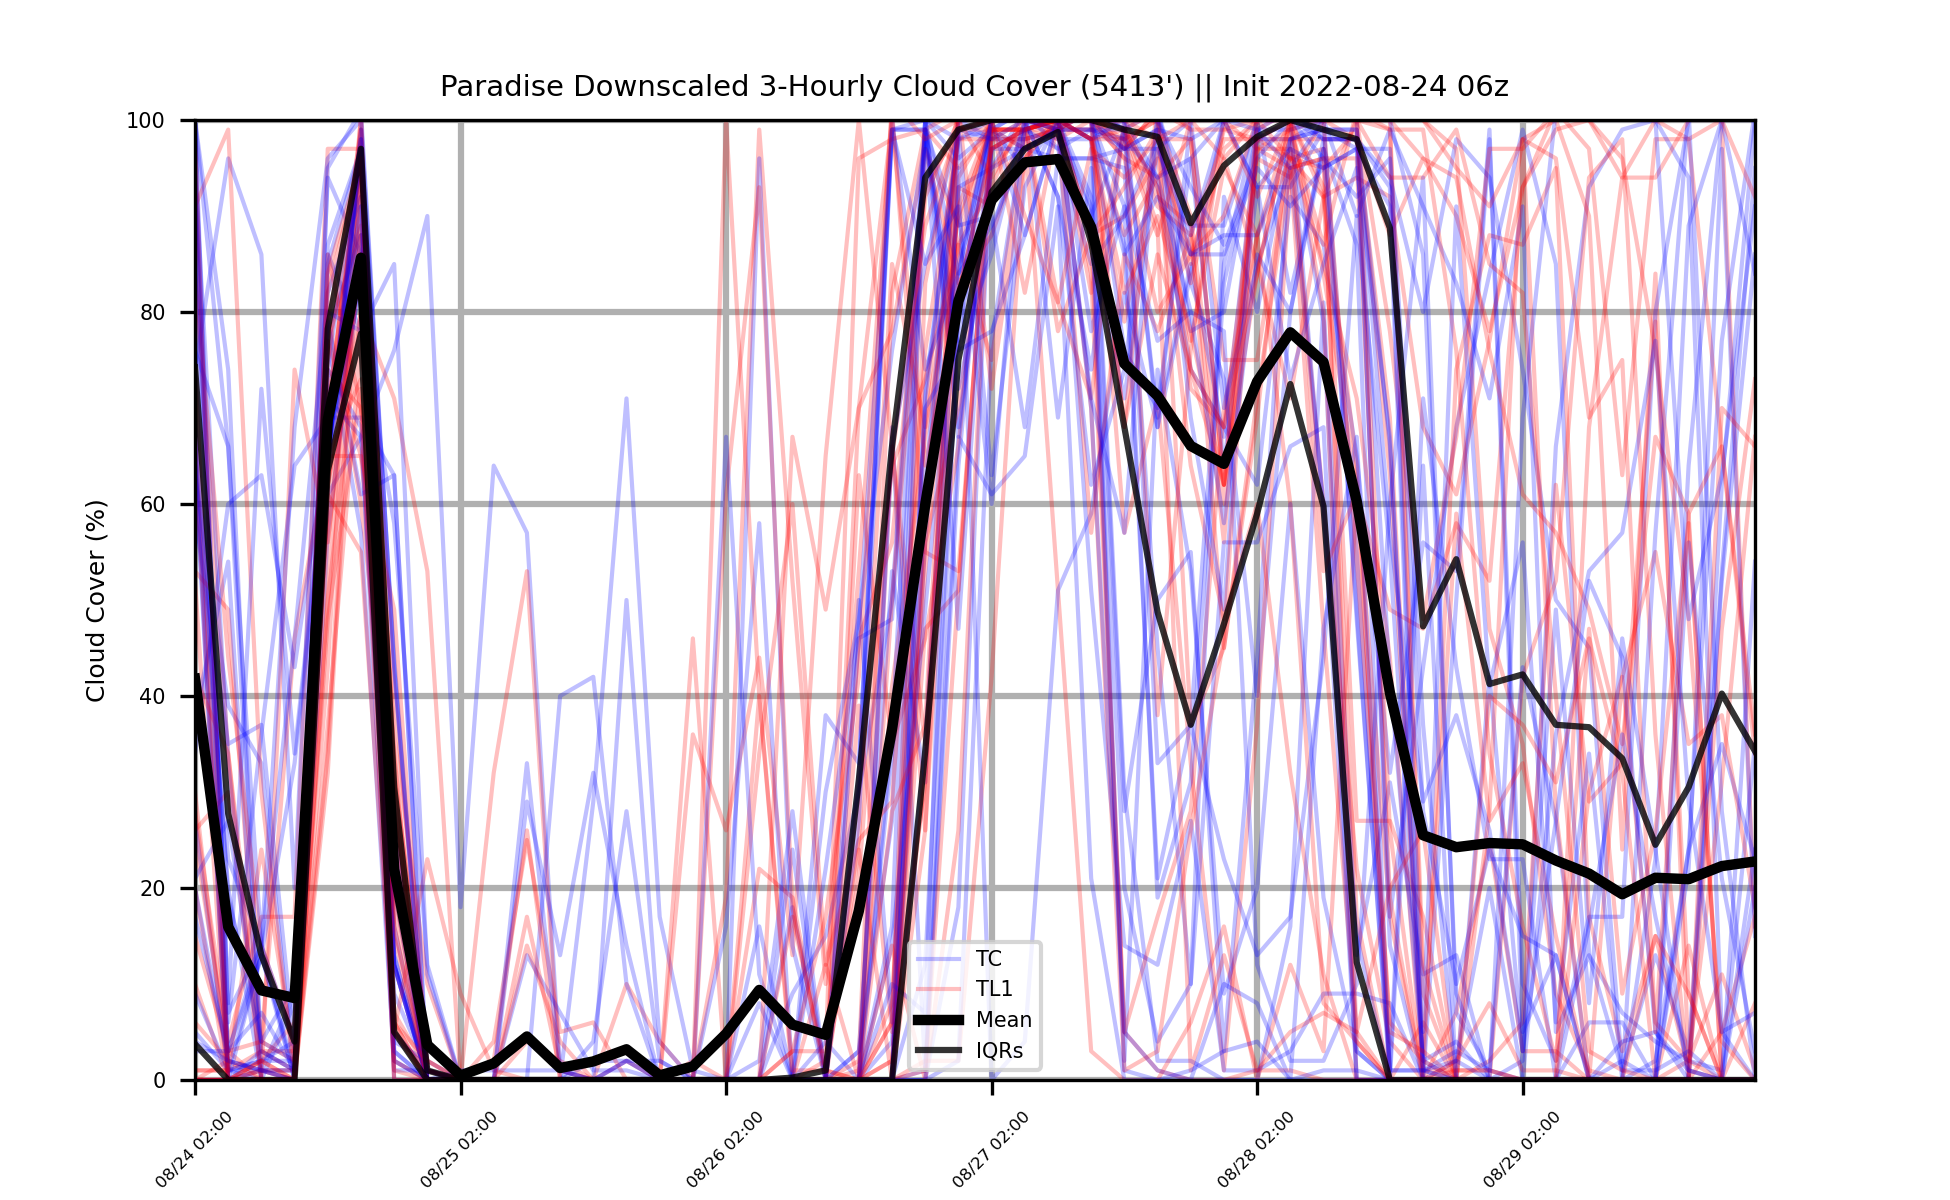 Paradise Downscaled 3-Hourly Cloud Cover (5413') || Init 2022-08-24 06z
Cloud Cover (%)
100
80
60
40
20
0
TC
TL1
Mean
IQRs
08/24 02:00
08/25 02:00
08/26 02:00
08/27 02:00
08/28 02:00
08/29 02:00